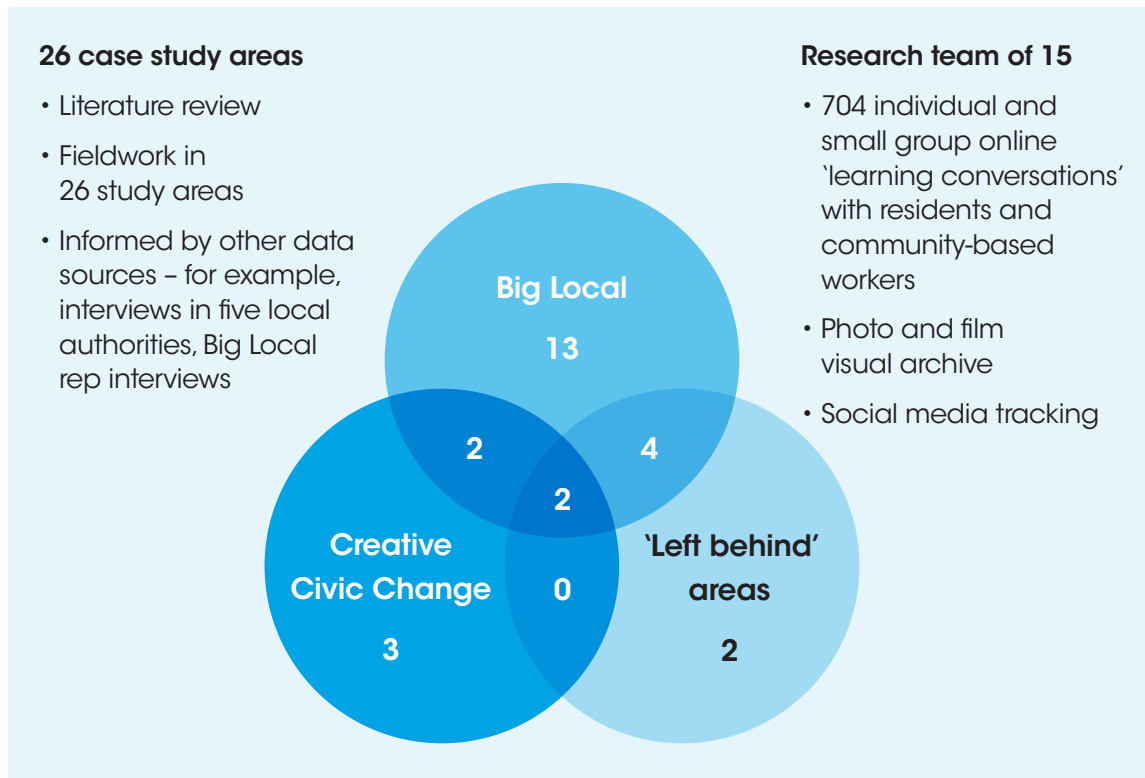 26 case study areas
• Literature review
• Fieldwork in
26 study areas
• Informed by other data
sources – for example,
interviews in five local
authorities, Big Local
rep interviews
Research team of 15
• 704 individual and
small group online
‘learning conversations’
with residents and
community-based
workers
• Photo and film
visual archive
• Social media tracking
Big Local
13
2
4
2
Creative
Civic Change
3
0
‘Left behind’
areas
2